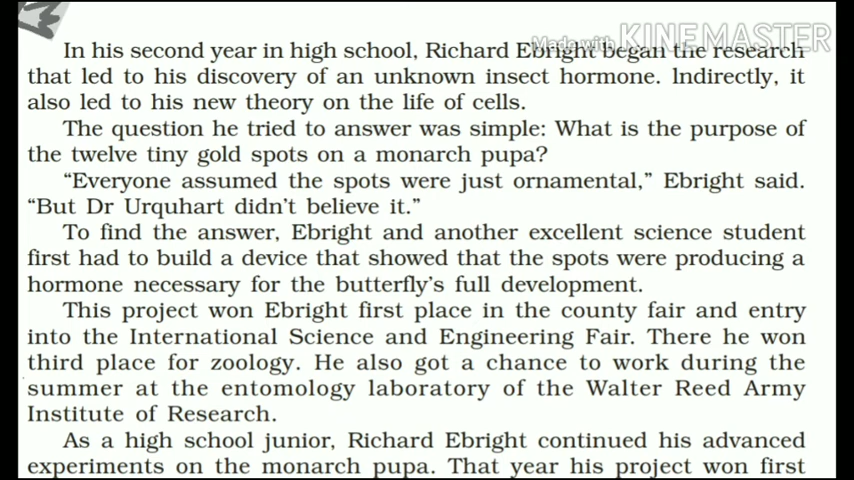 Made with KINEMASTER
In his second year in high school, Richard Ebright began the research
that led to his discovery of an unknown insect hormone. Indirectly, it
also led to his new theory on the life of cells.
The question he tried to answer was simple: What is the purpose of
the twelve tiny gold spots on a monarch pupa?
“Everyone assumed the spots were just ornamental,” Ebright said.
“But Dr Urquhart didn’t believe it.”
To find the answer, Ebright and another excellent science student
first had to build a device that showed that the spots were producing a
hormone necessary for the butterfly’s full development.
This project won Ebright first place in the county fair and entry
into the International Science and Engineering Fair. There he won
third place for zoology. He also got a chance to work during the
summer at the entomology laboratory of the Walter Reed Army
Institute of Research.
As a high school junior, Richard Ebright continued his advanced
experiments on the monarch pupa. That year his project won first